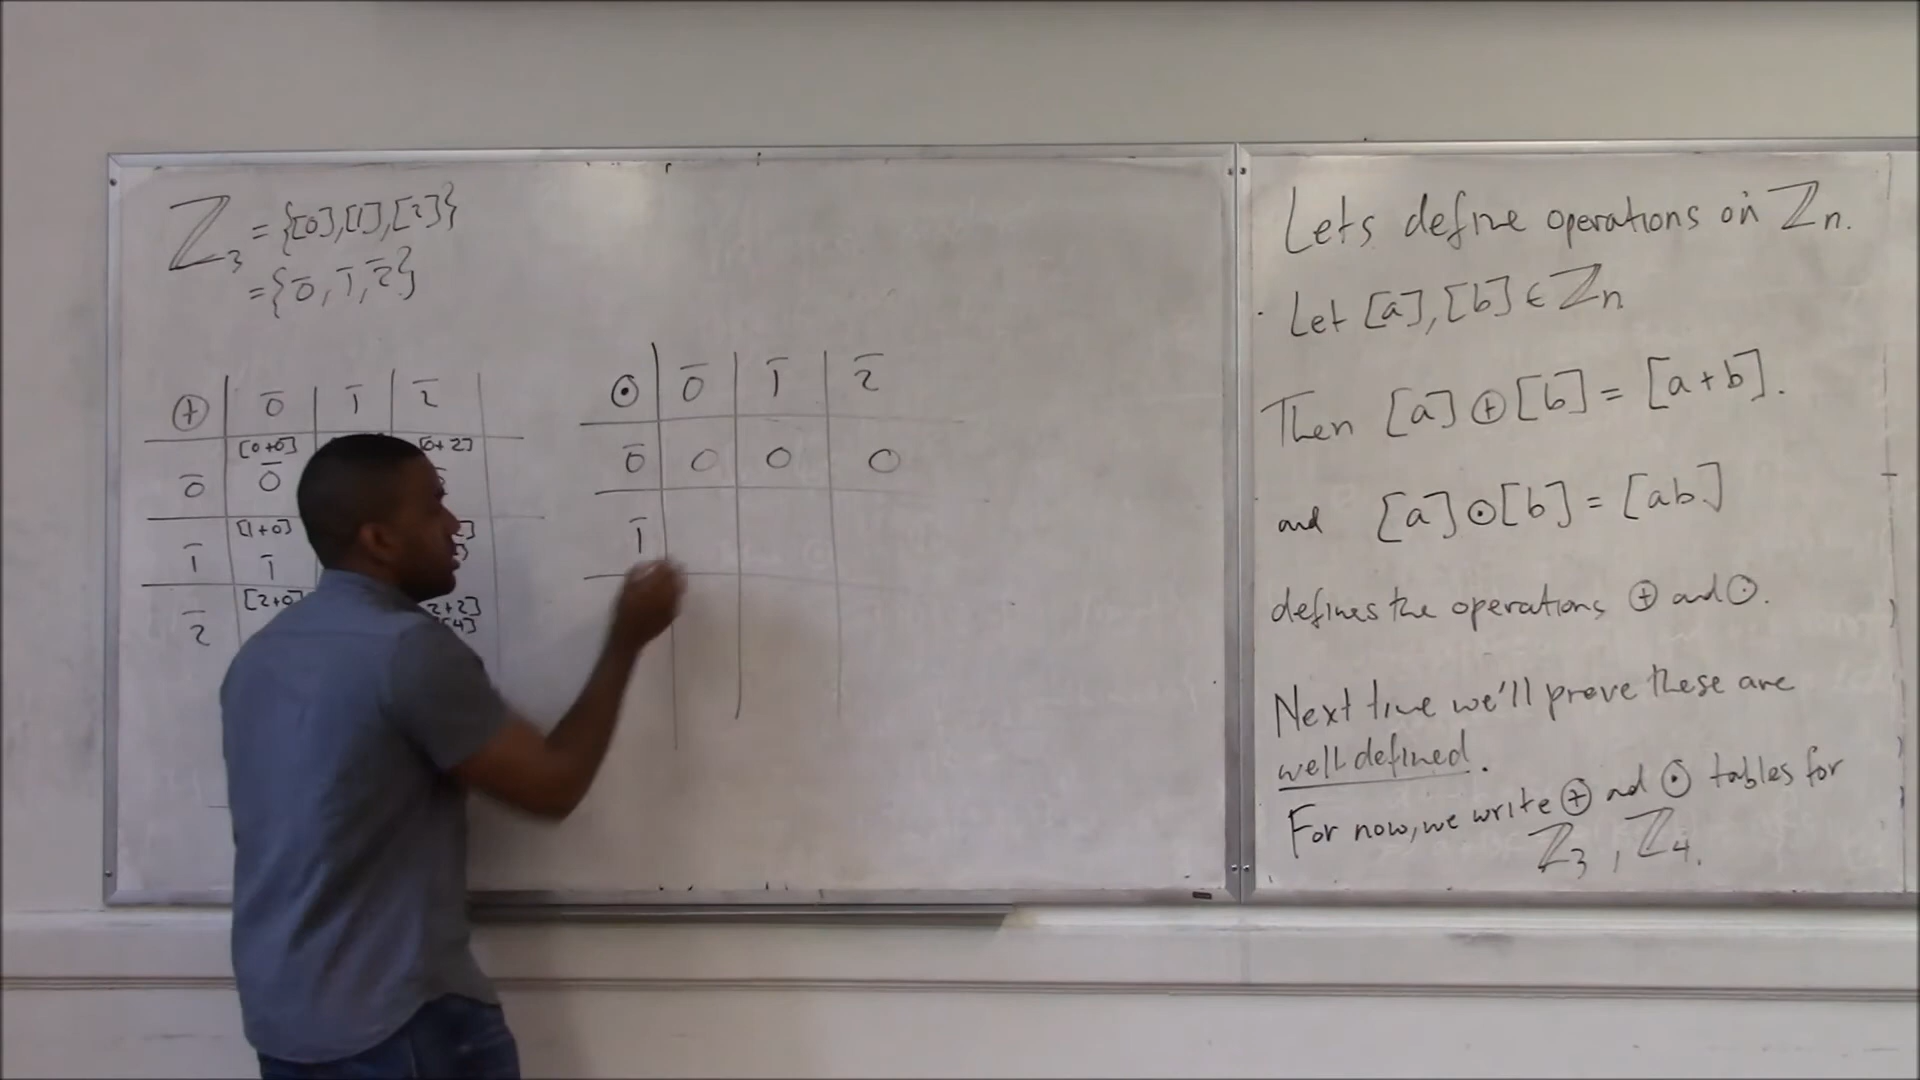 ℤ₃ = {[0],[1],[2]}
= {0̄, 1̄, 2̄}
⊕ 0̄ 1̄ 2̄
[0+0] [0+2]
0̄ 0̄
[1+0]
1̄ 1̄
[2+0] [2+2]
2̄ [4]
⊙ 0̄ 1̄ 2̄
0̄ 0 0 0
1̄
Lets define operations on ℤn.
Let [a], [b] ∈ ℤn
Then [a] ⊕ [b] = [a+b].
and [a] ⊙ [b] = [ab]
defines the operations ⊕ and ⊙.
Next time we'll prove these are
well defined.
For now, we write ⊕ and ⊙ tables for
ℤ₃, ℤ₄.